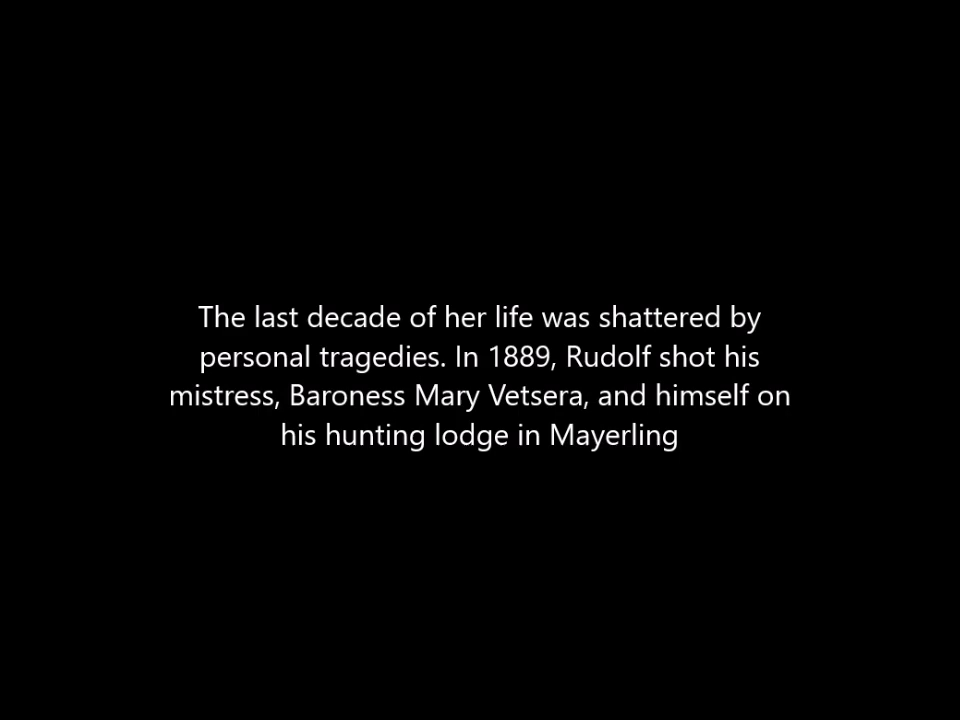 The last decade of her life was shattered by
personal tragedies. In 1889, Rudolf shot his
mistress, Baroness Mary Vetsera, and himself on
his hunting lodge in Mayerling